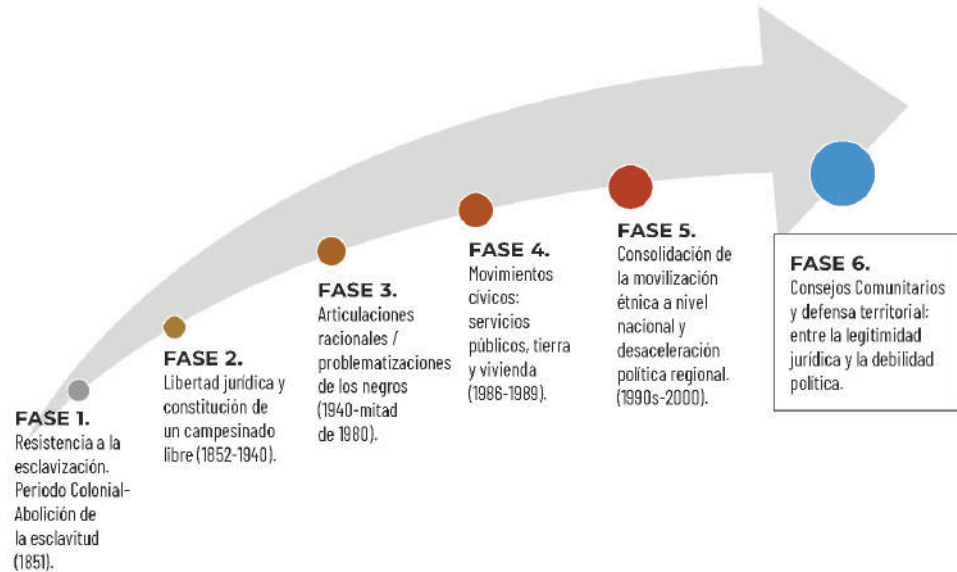 FASE 1.
Resistencia a la
esclavización.
Periodo Colonial-
Abolición de
la esclavitud
(1851).
FASE 2.
Libertad jurídica y
constitución de
un campesinado
libre (1852-1940).
FASE 3.
Articulaciones
racionales /
problematizaciones
de los negros
(1940-mitad
de 1980).
FASE 4.
Movimientos
cívicos:
servicios
públicos, tierra
y vivienda
(1986-1989).
FASE 5.
Consolidación de
la movilización
étnica a nivel
nacional y
desaceleración
política regional.
(1990s-2000).
FASE 6.
Consejos Comunitarios
y defensa territorial:
entre la legitimidad
jurídica y la debilidad
política.